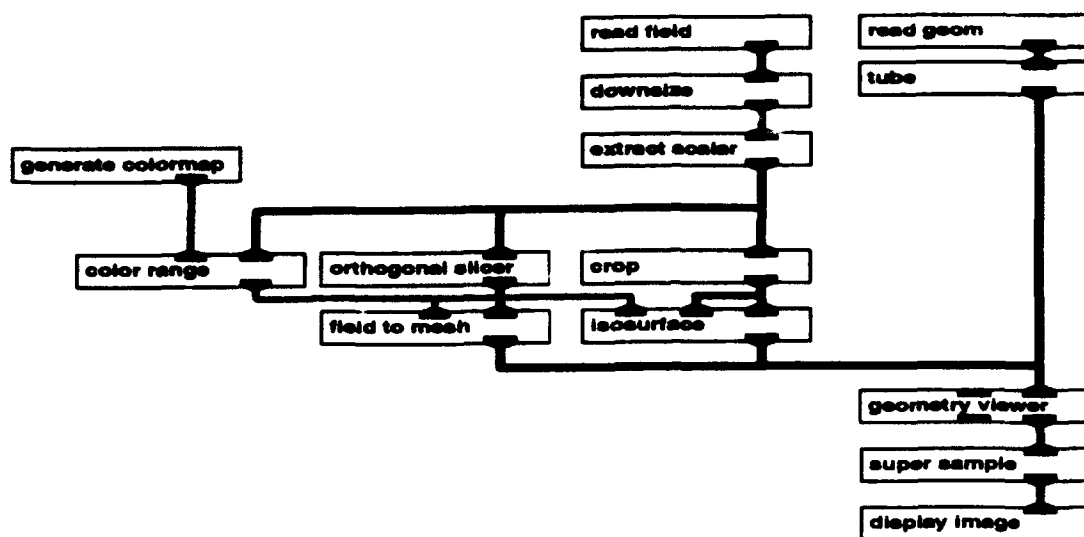 read field
read geom
downsize
tube
extract scalar
generate colormap
color range
orthogonal slicer
crop
field to mesh
isosurface
geometry viewer
super sample
display image